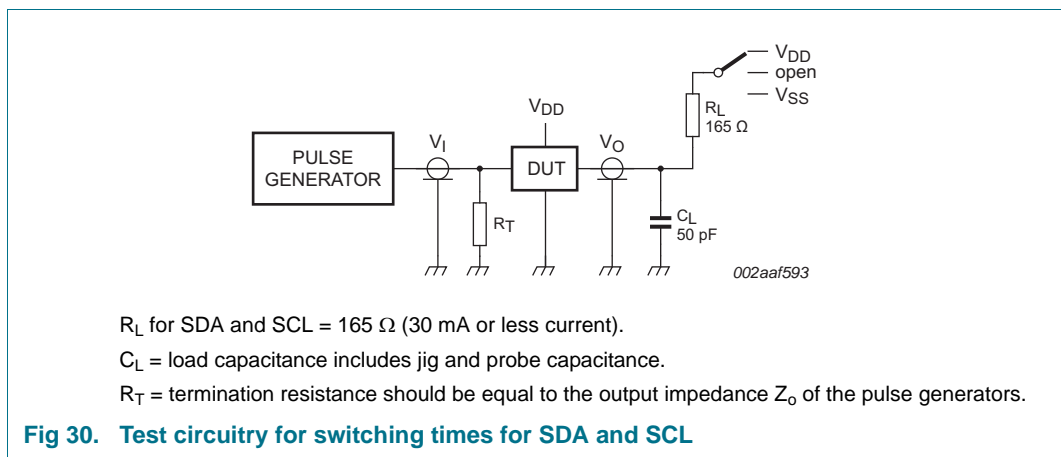 VDD
open
VSS
RL
165 Ω
VDD
VI
VO
PULSE
GENERATOR
DUT
RT
CL
50 pF
002aaf593
RL for SDA and SCL = 165 Ω (30 mA or less current).
CL = load capacitance includes jig and probe capacitance.
RT = termination resistance should be equal to the output impedance Zo of the pulse generators.
Fig 30. Test circuitry for switching times for SDA and SCL